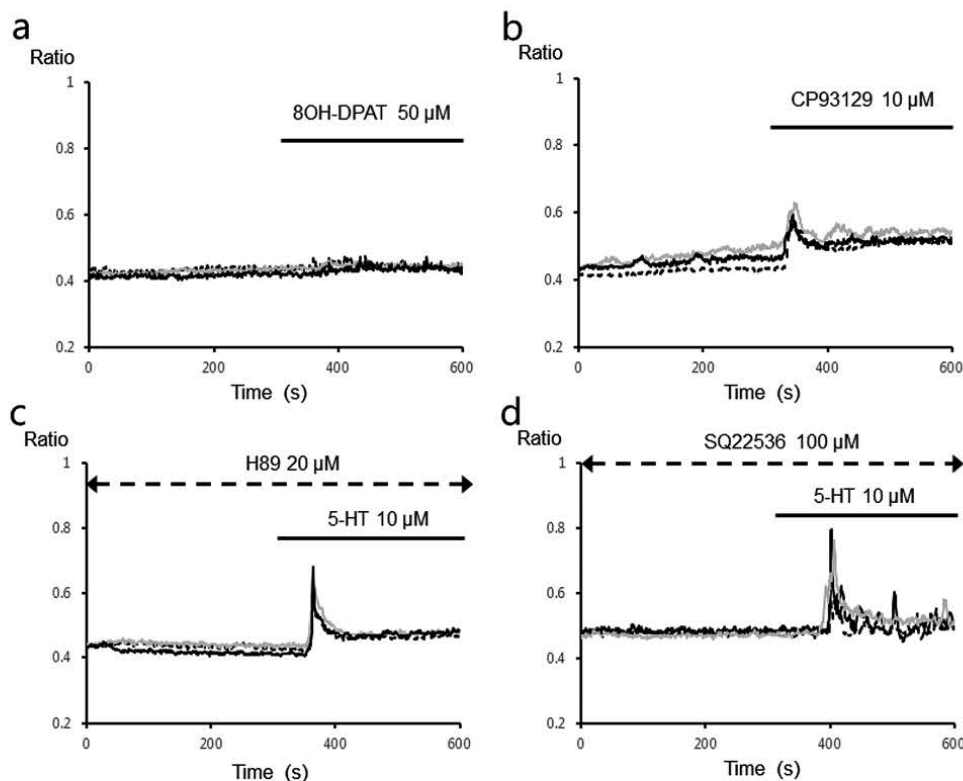 a
Ratio
1
8OH-DPAT 50 µM
0.8
0.6
0.4
0.2
0 200 400 600
Time (s)
b
Ratio
1
CP93129 10 µM
0.8
0.6
0.4
0.2
0 200 400 600
Time (s)
c
Ratio
1
H89 20 µM
5-HT 10 µM
0.8
0.6
0.4
0.2
0 200 400 600
Time (s)
d
Ratio
1
SQ22536 100 µM
5-HT 10 µM
0.8
0.6
0.4
0.2
0 200 400 600
Time (s)